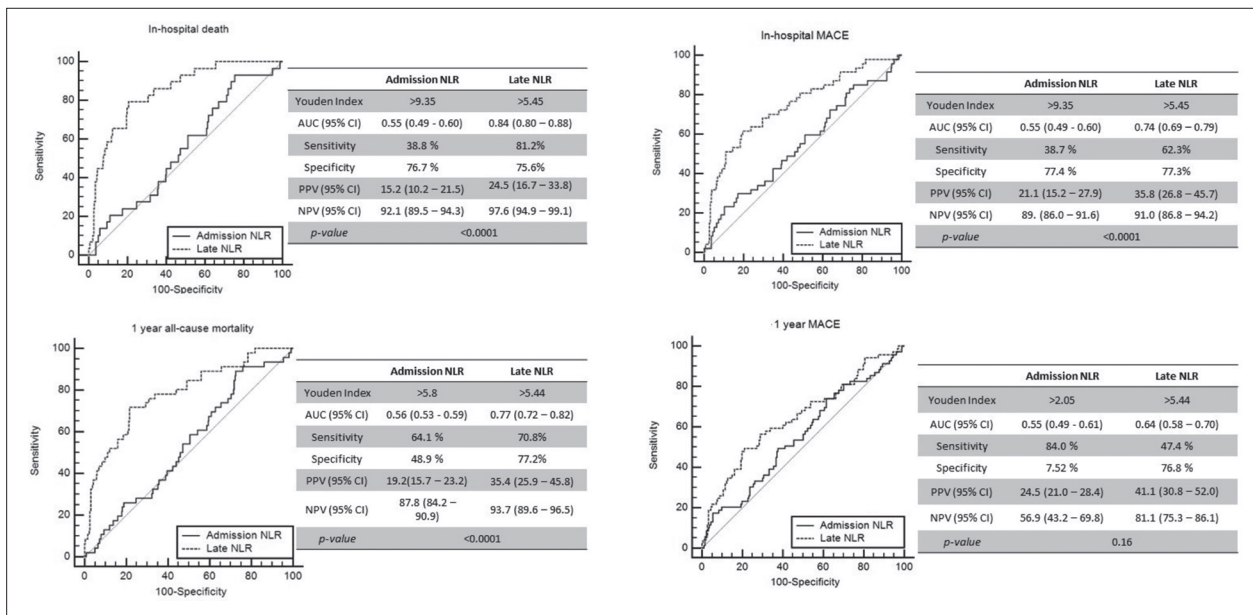 In-hospital death
100
80
60
40
20
0
Sensitivity
Admission NLR
Late NLR
0 20 40 60 80 100
100-Specificity
Admission NLR Late NLR
Youden Index >9.35 >5.45
AUC (95% CI) 0.55 (0.49 - 0.60) 0.84 (0.80 – 0.88)
Sensitivity 38.8 % 81.2%
Specificity 76.7 % 75.6%
PPV (95% CI) 15.2 (10.2 – 21.5) 24.5 (16.7 – 33.8)
NPV (95% CI) 92.1 (89.5 – 94.3) 97.6 (94.9 – 99.1)
p-value <0.0001
In-hospital MACE
100
80
60
40
20
0
Sensitivity
Admission NLR
Late NLR
0 20 40 60 80 100
100-Specificity
Admission NLR Late NLR
Youden Index >9.35 >5.45
AUC (95% CI) 0.55 (0.49 - 0.60) 0.74 (0.69 – 0.79)
Sensitivity 38.7 % 62.3%
Specificity 77.4 % 77.3%
PPV (95% CI) 21.1 (15.2 – 27.9) 35.8 (26.8 – 45.7)
NPV (95% CI) 89. (86.0 – 91.6) 91.0 (86.8 – 94.2)
p-value <0.0001
1 year all-cause mortality
100
80
60
40
20
0
Sensitivity
Admission NLR
Late NLR
0 20 40 60 80 100
100-Specificity
Admission NLR Late NLR
Youden Index >5.8 >5.44
AUC (95% CI) 0.56 (0.53 - 0.59) 0.77 (0.72 – 0.82)
Sensitivity 64.1 % 70.8%
Specificity 48.9 % 77.2%
PPV (95% CI) 19.2(15.7 – 23.2) 35.4 (25.9 – 45.8)
NPV (95% CI) 87.8 (84.2 – 90.9) 93.7 (89.6 – 96.5)
p-value <0.0001
1 year MACE
100
80
60
40
20
0
Sensitivity
Admission NLR
Late NLR
0 20 40 60 80 100
100-Specificity
Admission NLR Late NLR
Youden Index >2.05 >5.44
AUC (95% CI) 0.55 (0.49 - 0.61) 0.64 (0.58 – 0.70)
Sensitivity 84.0 % 47.4 %
Specificity 7.52 % 76.8 %
PPV (95% CI) 24.5 (21.0 – 28.4) 41.1 (30.8 – 52.0)
NPV (95% CI) 56.9 (43.2 – 69.8) 81.1 (75.3 – 86.1)
p-value 0.16